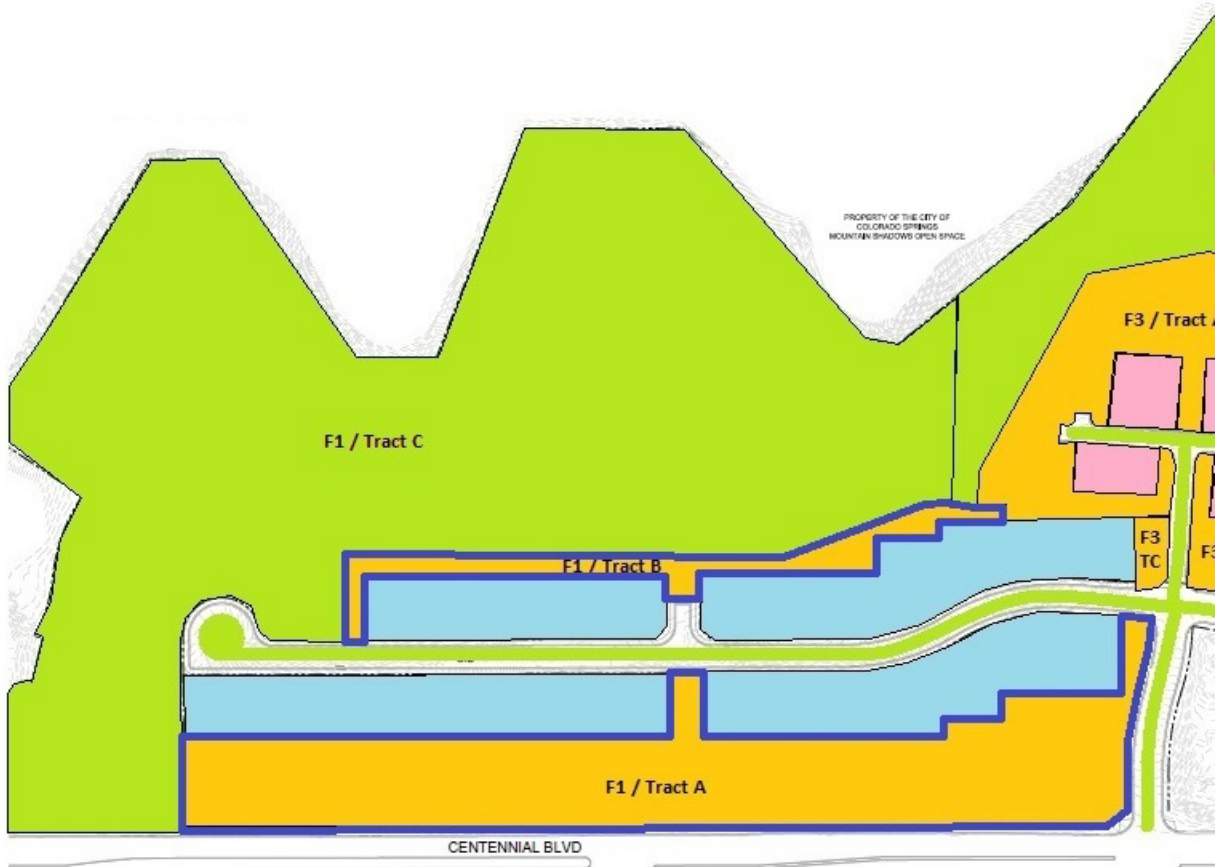 PROPERTY OF THE CITY OF
COLORADO SPRINGS
MOUNTAIN SHADOWS OPEN SPACE
F3 / Tract
F1 / Tract C
F3
TC
F3
F1 / Tract B
F1 / Tract A
CENTENNIAL BLVD